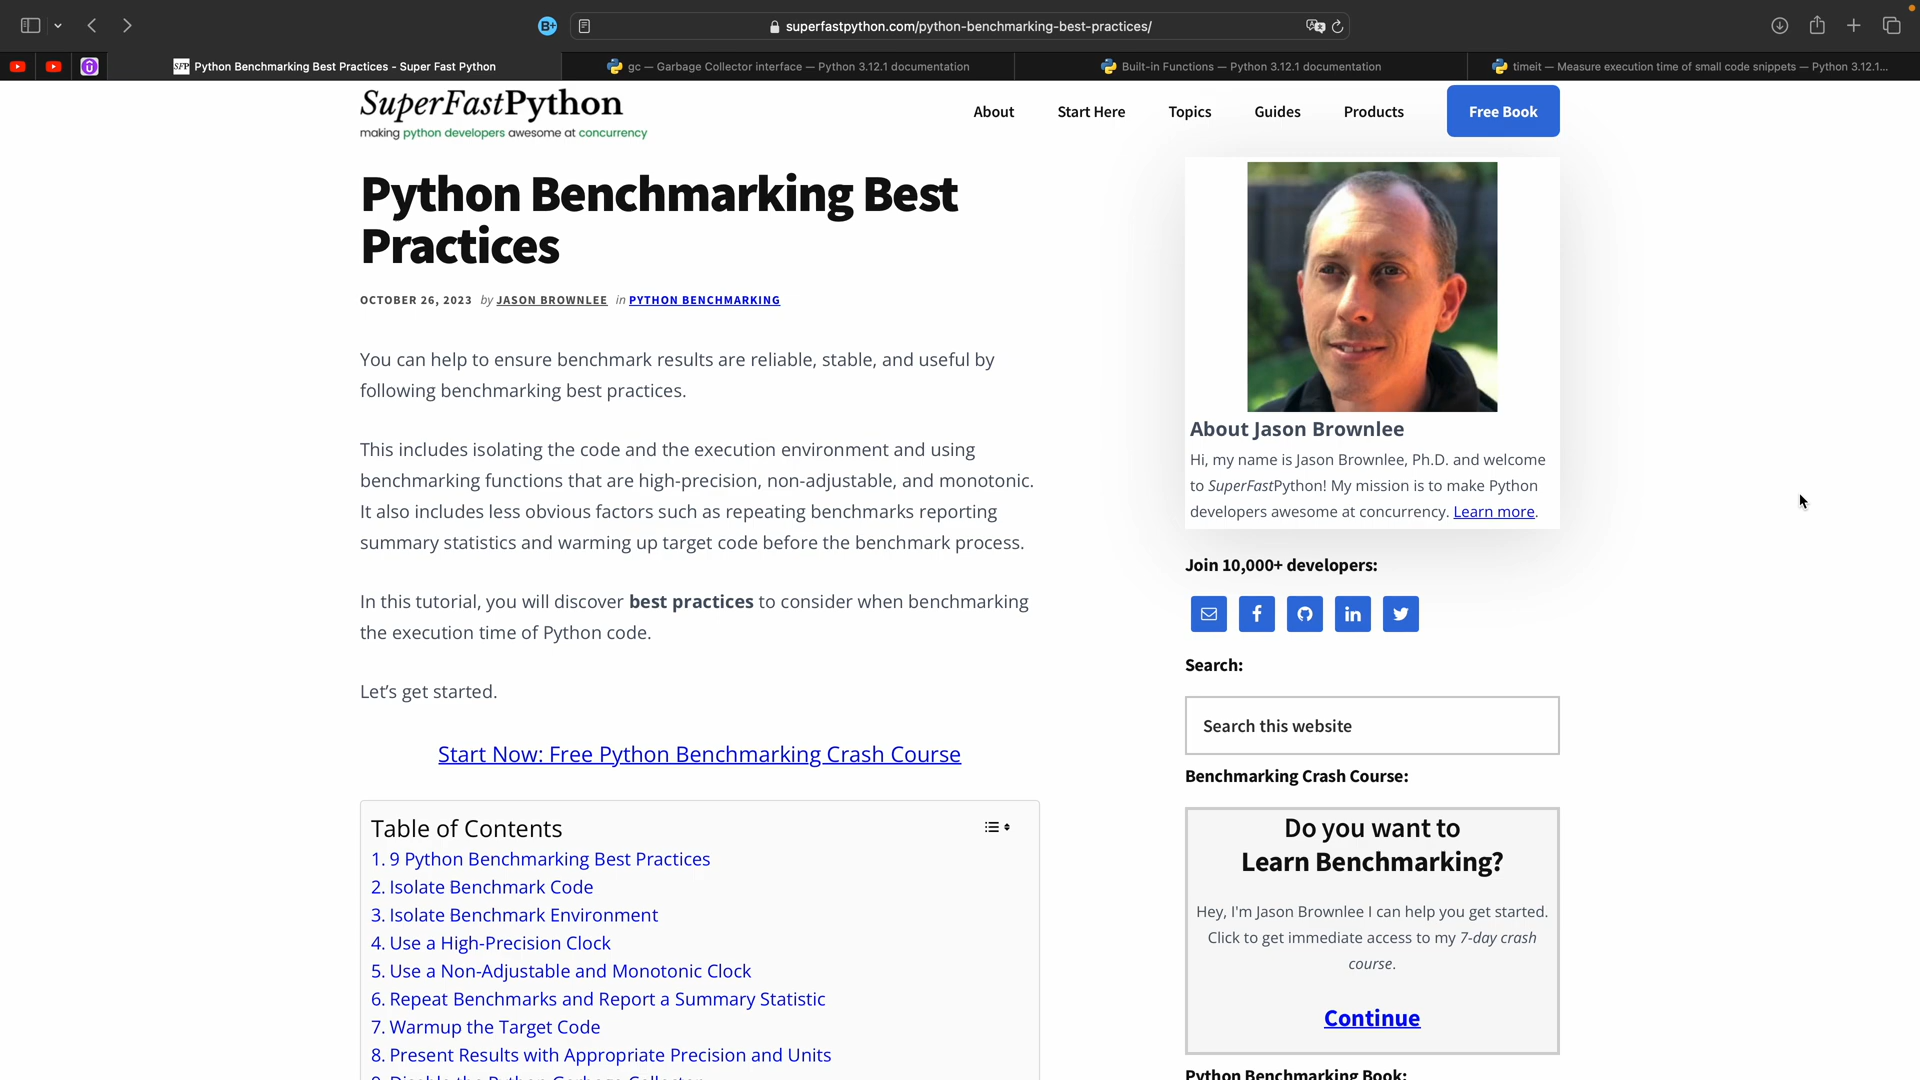 superfastpython.com/python-benchmarking-best-practices/
SFP Python Benchmarking Best Practices - Super Fast Python
gc — Garbage Collector interface — Python 3.12.1 documentation
Built-in Functions — Python 3.12.1 documentation
timeit — Measure execution time of small code snippets — Python 3.12.1...
SuperFastPython
making python developers awesome at concurrency
About
Start Here
Topics
Guides
Products
Free Book
Python Benchmarking Best
Practices
OCTOBER 26, 2023 by JASON BROWNLEE in PYTHON BENCHMARKING
You can help to ensure benchmark results are reliable, stable, and useful by
following benchmarking best practices.
This includes isolating the code and the execution environment and using
benchmarking functions that are high-precision, non-adjustable, and monotonic.
It also includes less obvious factors such as repeating benchmarks reporting
summary statistics and warming up target code before the benchmark process.
In this tutorial, you will discover best practices to consider when benchmarking
the execution time of Python code.
Let's get started.
Start Now: Free Python Benchmarking Crash Course
Table of Contents
1. 9 Python Benchmarking Best Practices
2. Isolate Benchmark Code
3. Isolate Benchmark Environment
4. Use a High-Precision Clock
5. Use a Non-Adjustable and Monotonic Clock
6. Repeat Benchmarks and Report a Summary Statistic
7. Warmup the Target Code
8. Present Results with Appropriate Precision and Units
9. Disable the Python Garbage Collector
About Jason Brownlee
Hi, my name is Jason Brownlee, Ph.D. and welcome
to SuperFastPython! My mission is to make Python
developers awesome at concurrency. Learn more.
Join 10,000+ developers:
Search:
Search this website
Benchmarking Crash Course:
Do you want to
Learn Benchmarking?
Hey, I'm Jason Brownlee I can help you get started.
Click to get immediate access to my 7-day crash
course.
Continue
Python Benchmarking Book: